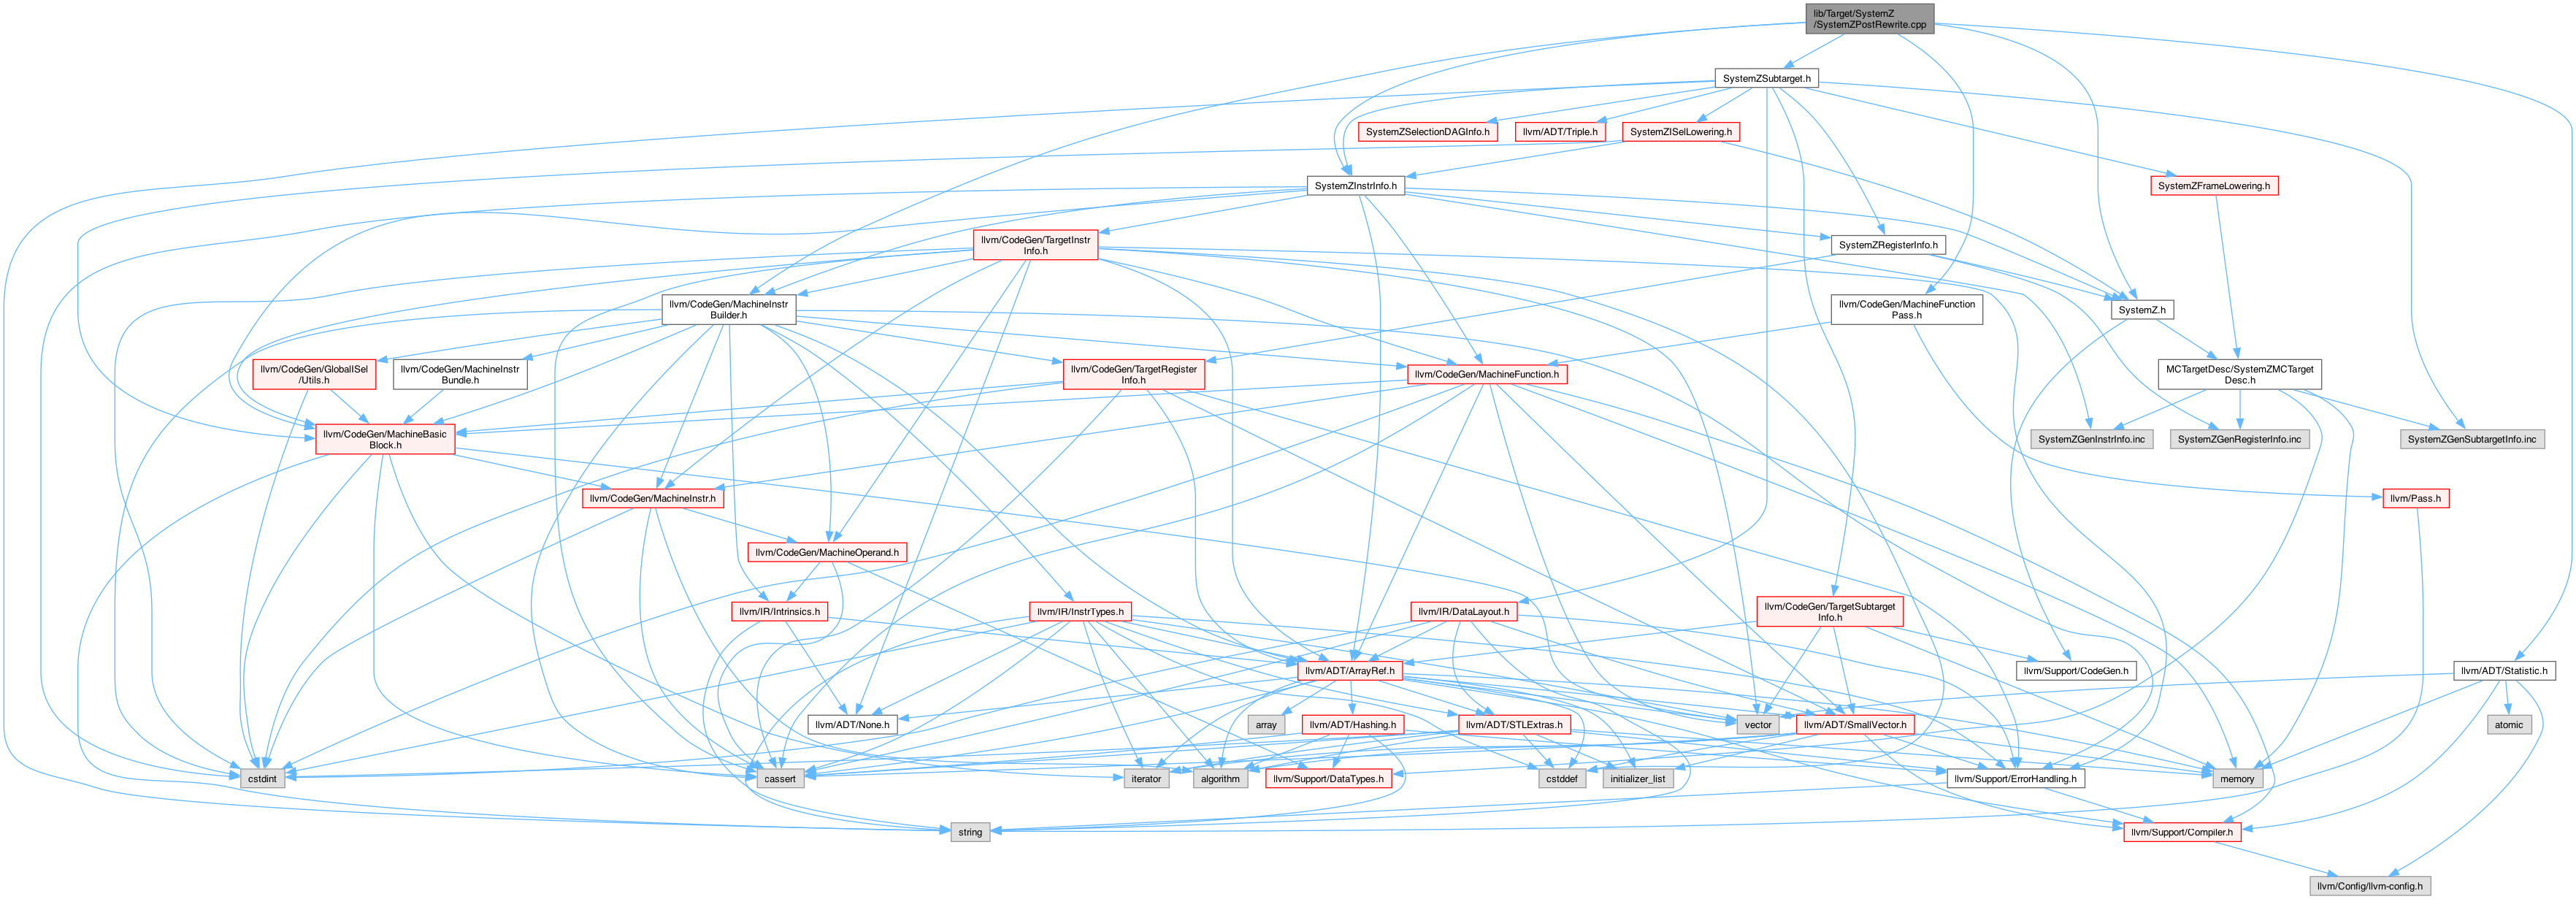 lib/Target/SystemZ
/SystemZPostRewrite.cpp
SystemZSubtarget.h
SystemZSelectionDAGInfo.h
llvm/ADT/Triple.h
SystemZISelLowering.h
SystemZInstrInfo.h
SystemZFrameLowering.h
llvm/CodeGen/TargetInstr
Info.h
SystemZRegisterInfo.h
llvm/CodeGen/MachineInstr
Builder.h
llvm/CodeGen/MachineFunction
Pass.h
SystemZ.h
llvm/CodeGen/GlobalISel
/Utils.h
llvm/CodeGen/MachineInstr
Bundle.h
llvm/CodeGen/TargetRegister
Info.h
llvm/CodeGen/MachineFunction.h
MCTargetDesc/SystemZMCTarget
Desc.h
llvm/CodeGen/MachineBasic
Block.h
SystemZGenInstrInfo.inc
SystemZGenRegisterInfo.inc
SystemZGenSubtargetInfo.inc
llvm/CodeGen/MachineInstr.h
llvm/Pass.h
llvm/CodeGen/MachineOperand.h
llvm/IR/Intrinsics.h
llvm/IR/InstrTypes.h
llvm/IR/DataLayout.h
llvm/CodeGen/TargetSubtarget
Info.h
llvm/ADT/ArrayRef.h
llvm/Support/CodeGen.h
llvm/ADT/Statistic.h
llvm/ADT/None.h
array
llvm/ADT/Hashing.h
llvm/ADT/STLExtras.h
vector
llvm/ADT/SmallVector.h
atomic
cstdint
cassert
iterator
algorithm
llvm/Support/DataTypes.h
cstddef
initializer_list
llvm/Support/ErrorHandling.h
memory
string
llvm/Support/Compiler.h
llvm/Config/llvm-config.h